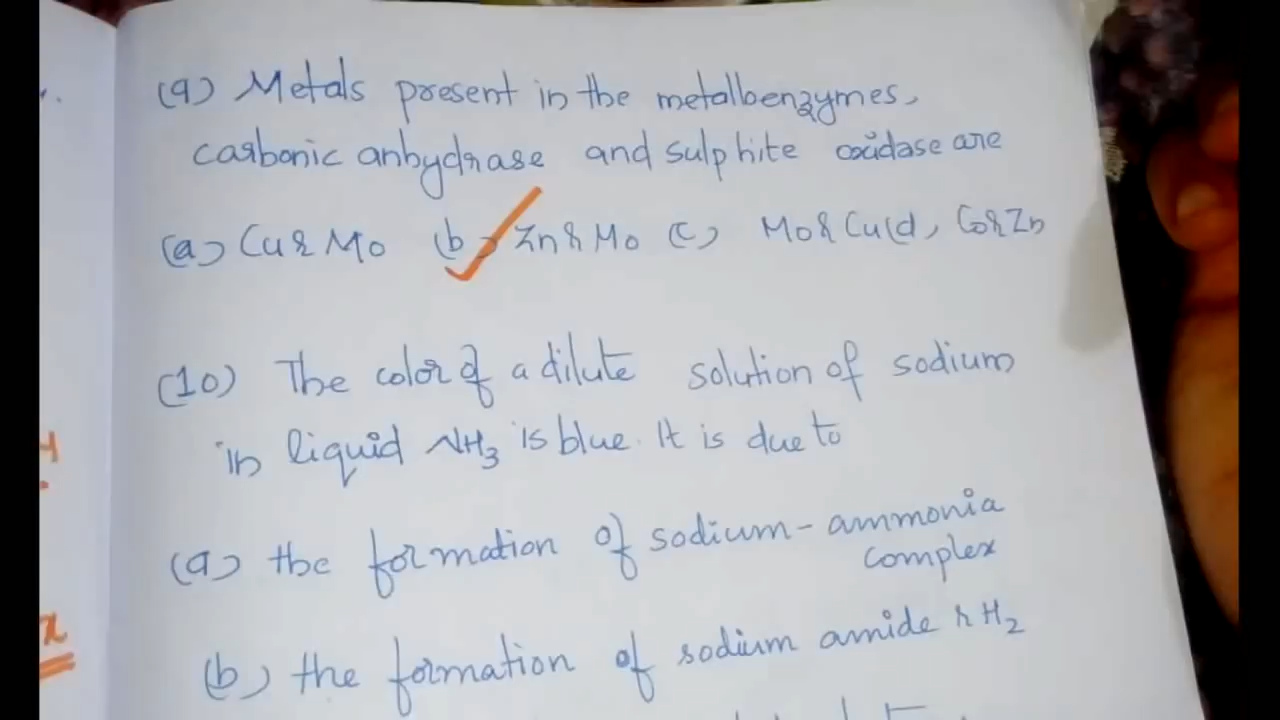 (9) Metals present in the metalloenzymes,
carbonic anhydrase and sulphite oxidase are
(a) Cu & Mo (b) Zn & Mo (c) Mo & Cu (d) Co & Zn
(10) The color of a dilute solution of sodium
in liquid NH3 is blue. It is due to
(a) the formation of sodium-ammonia
complex
(b) the formation of sodium amide & H2